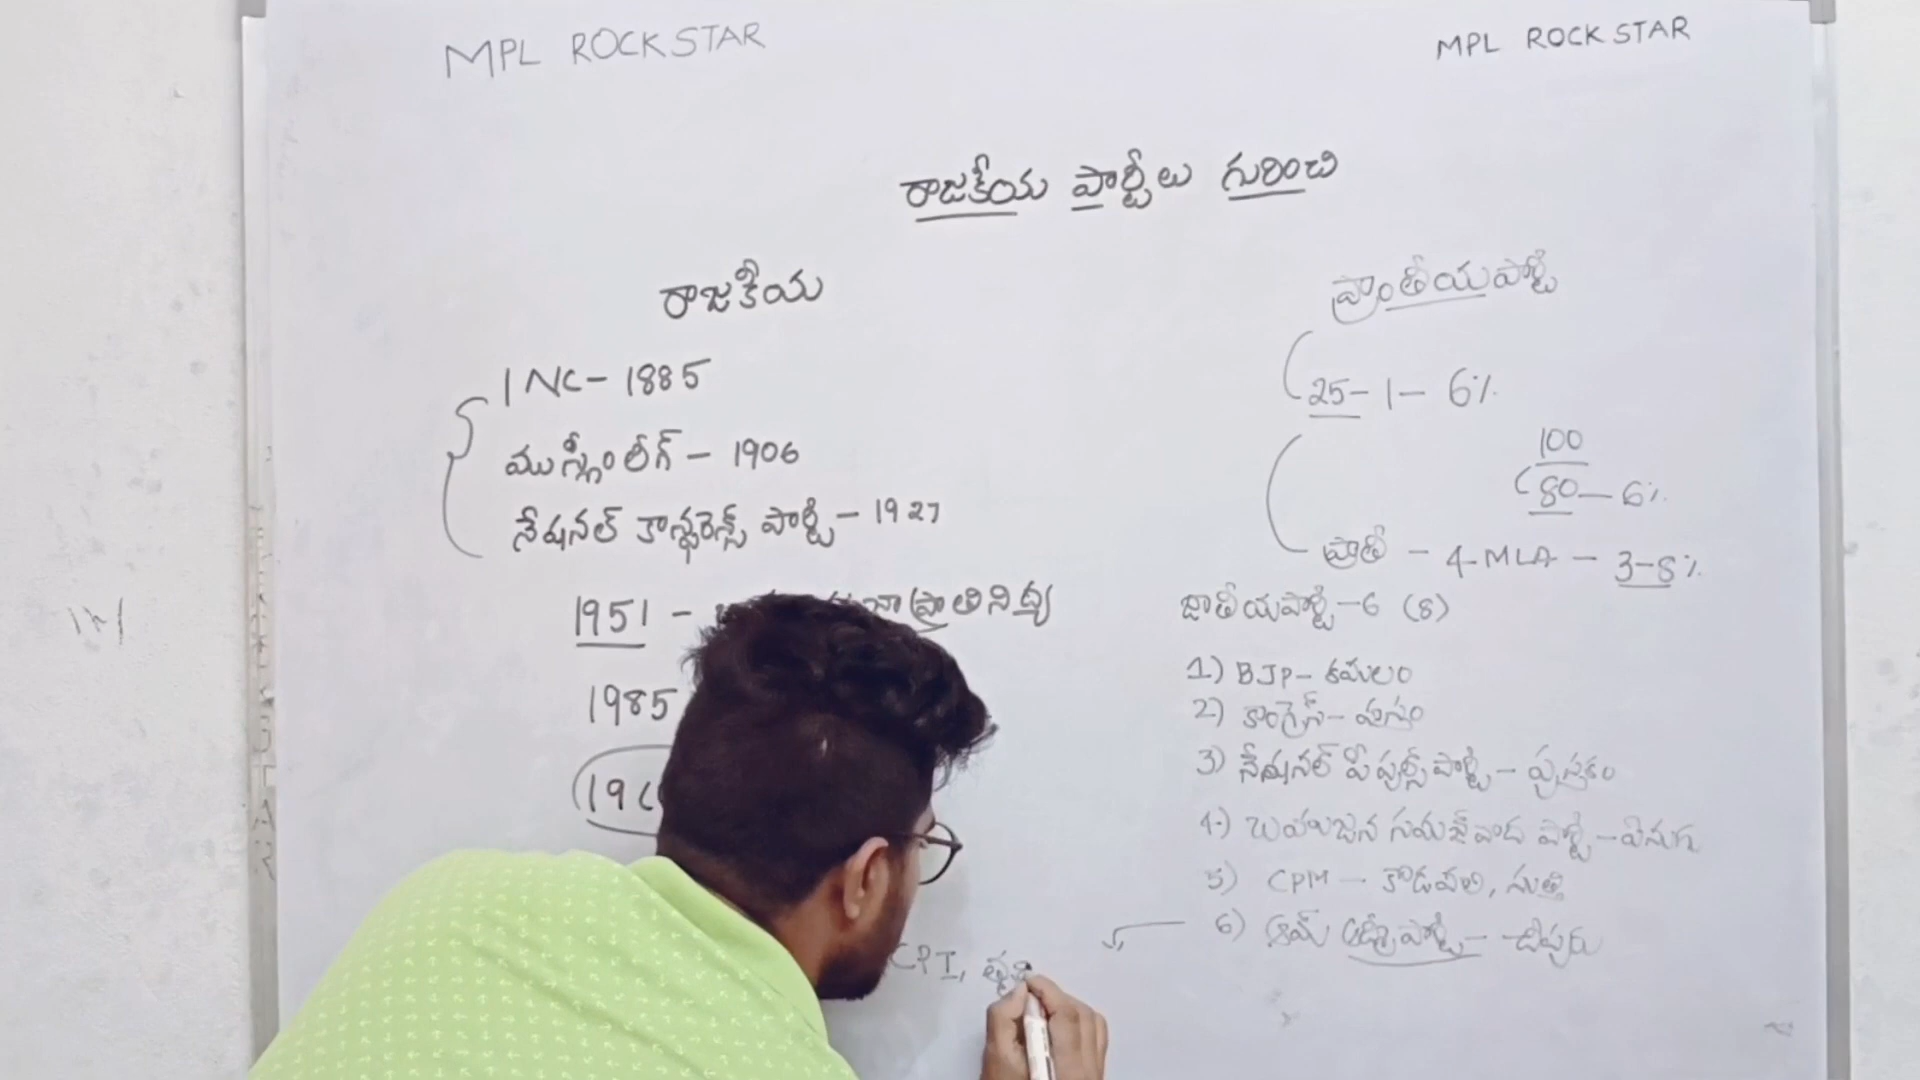 MPL ROCKSTAR
MPL ROCKSTAR
రాజకీయ పార్టీలు గురించి
రాజకీయ
INC- 1885
ముస్లీం లీగ్ - 1906
నేషనల్ కాన్ఫరెన్స్ పార్టీ - 1927
1951 - ప్రాతినిధ్య
1985
CPI,
ప్రాంతీయపార్టీ
25- 1- 6%
100
80- 6%
- 4-MLA - 3-8%
జాతీయపార్టీ-6 (8)
1) BJP- కమలం
2) కాంగ్రెస్- హస్తం
3) నేషనల్ పీపుల్స్ పార్టీ - పుస్తకం
4) బహుజన సమాజ్ వాద పార్టీ-ఏనుగు
5) CPM - కొడవలి, సుత్తి
6) ఆమ్ ఆద్మీపార్టీ - చీపురు